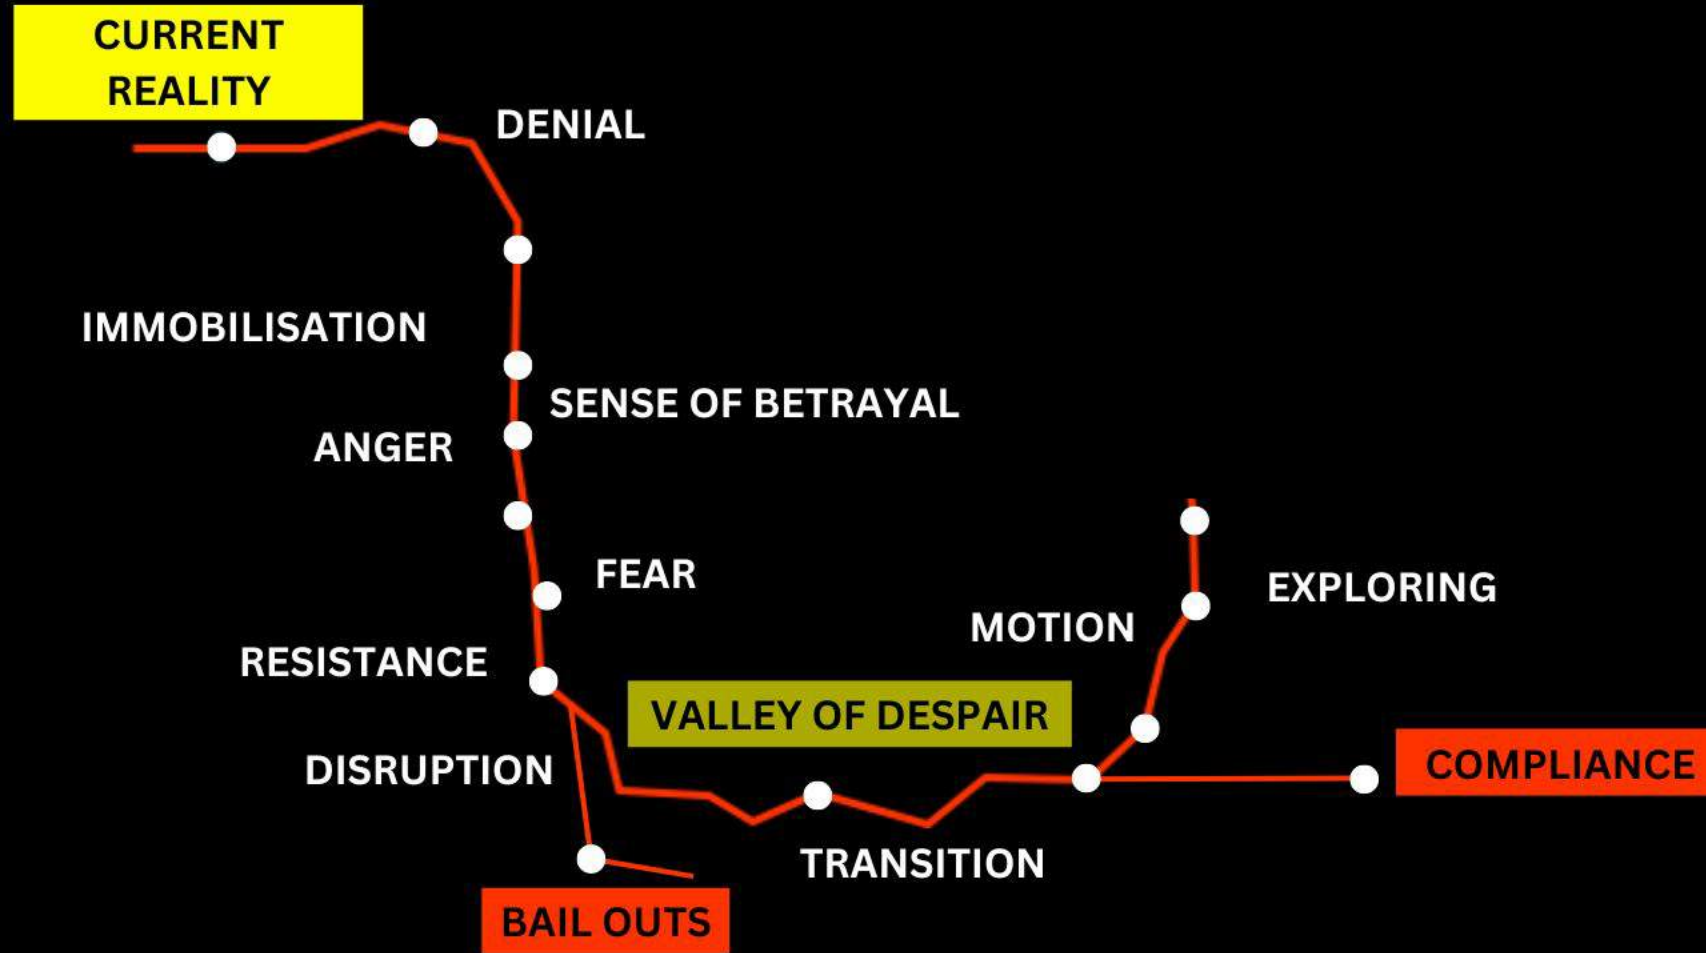 CURRENT
REALITY
DENIAL
IMMOBILISATION
SENSE OF BETRAYAL
ANGER
FEAR
RESISTANCE
DISRUPTION
BAIL OUTS
VALLEY OF DESPAIR
TRANSITION
MOTION
EXPLORING
COMPLIANCE